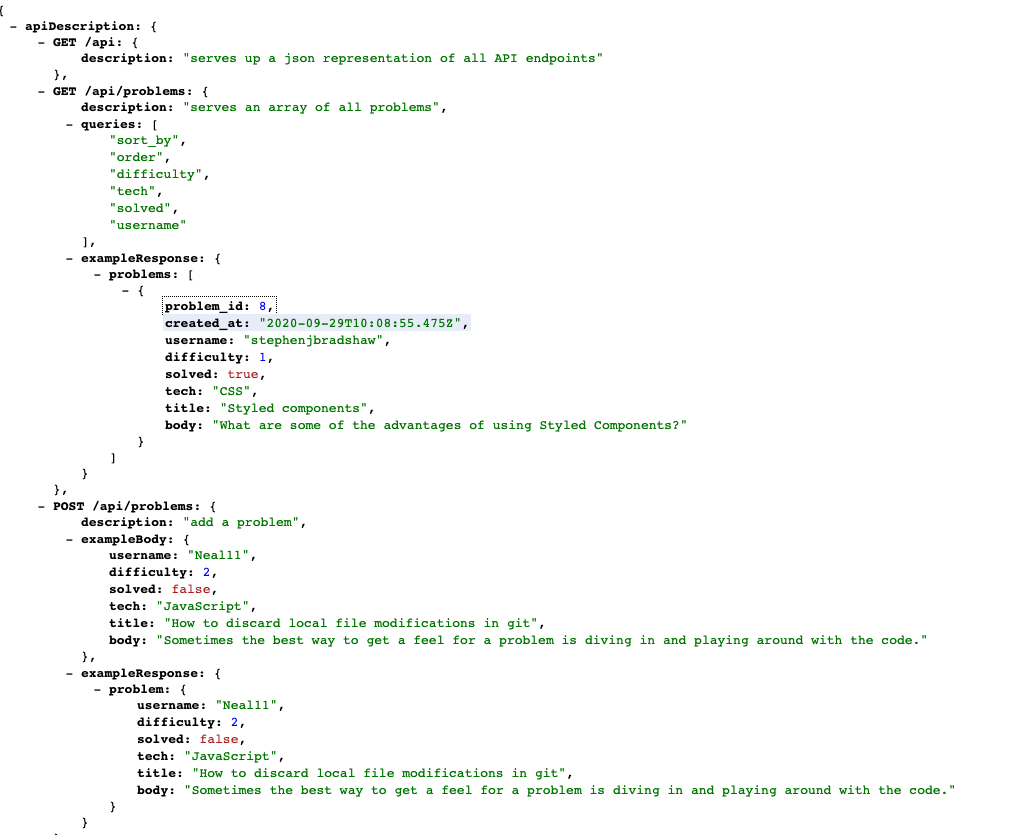 {
- apiDescription: {
- GET /api: {
description: "serves up a json representation of all API endpoints"
},
- GET /api/problems: {
description: "serves an array of all problems",
- queries: [
"sort_by",
"order",
"difficulty",
"tech",
"solved",
"username"
],
- exampleResponse: {
- problems: [
- {
problem_id: 8,
created_at: "2020-09-29T10:08:55.475Z",
username: "stephenjbradshaw",
difficulty: 1,
solved: true,
tech: "CSS",
title: "Styled components",
body: "What are some of the advantages of using Styled Components?"
}
]
}
},
- POST /api/problems: {
description: "add a problem",
- exampleBody: {
username: "Neal11",
difficulty: 2,
solved: false,
tech: "JavaScript",
title: "How to discard local file modifications in git",
body: "Sometimes the best way to get a feel for a problem is diving in and playing around with the code."
},
- exampleResponse: {
- problem: {
username: "Neal11",
difficulty: 2,
solved: false,
tech: "JavaScript",
title: "How to discard local file modifications in git",
body: "Sometimes the best way to get a feel for a problem is diving in and playing around with the code."
}
}